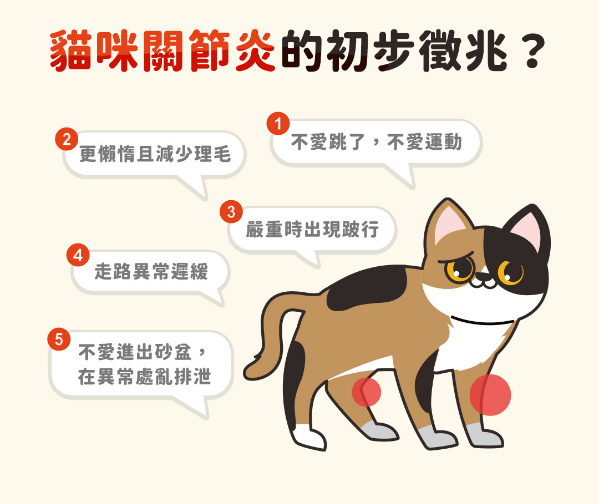 貓咪關節炎的初步徵兆？
1
不愛跳了，不愛運動
2
更懶惰且減少理毛
3
嚴重時出現跛行
4
走路異常遲緩
5
不愛進出砂盆，
在異常處亂排泄